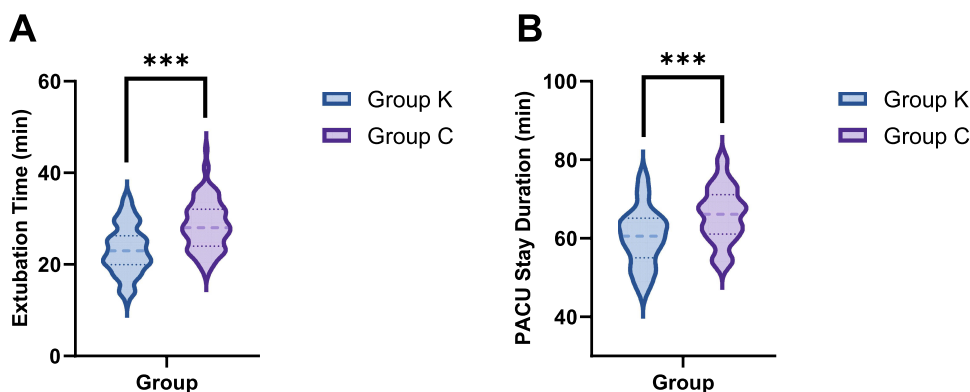 A
***
60
40
20
0
Extubation Time (min)
Group
Group K
Group C
B
***
100
80
60
40
PACU Stay Duration (min)
Group
Group K
Group C